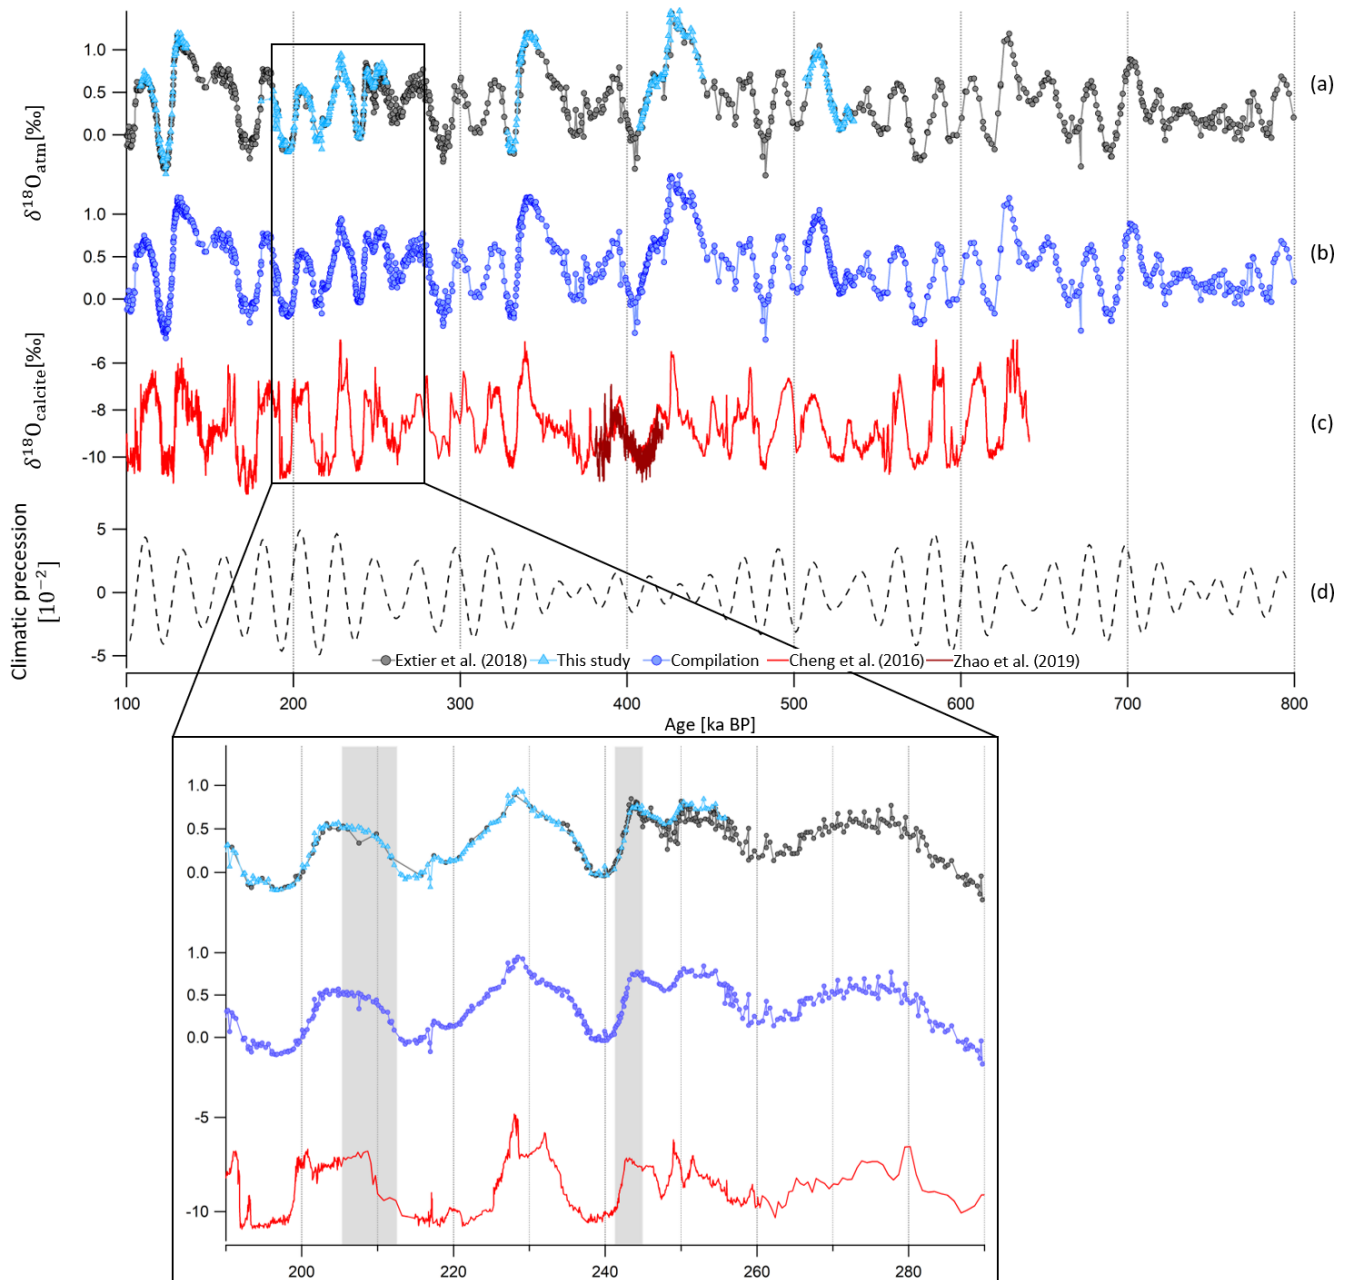 1.0
0.5
0.0
δ¹⁸O_atm[‰]
(a)
1.0
0.5
0.0
(b)
-6
-8
-10
δ¹⁸O_calcite[‰]
(c)
5
0
-5
Climatic precession
[10⁻²]
(d)
Extier et al. (2018) This study Compilation Cheng et al. (2016) Zhao et al. (2019)
100 200 300 400 500 600 700 800
Age [ka BP]
1.0
0.5
0.0
1.0
0.5
0.0
-5
-10
200 220 240 260 280